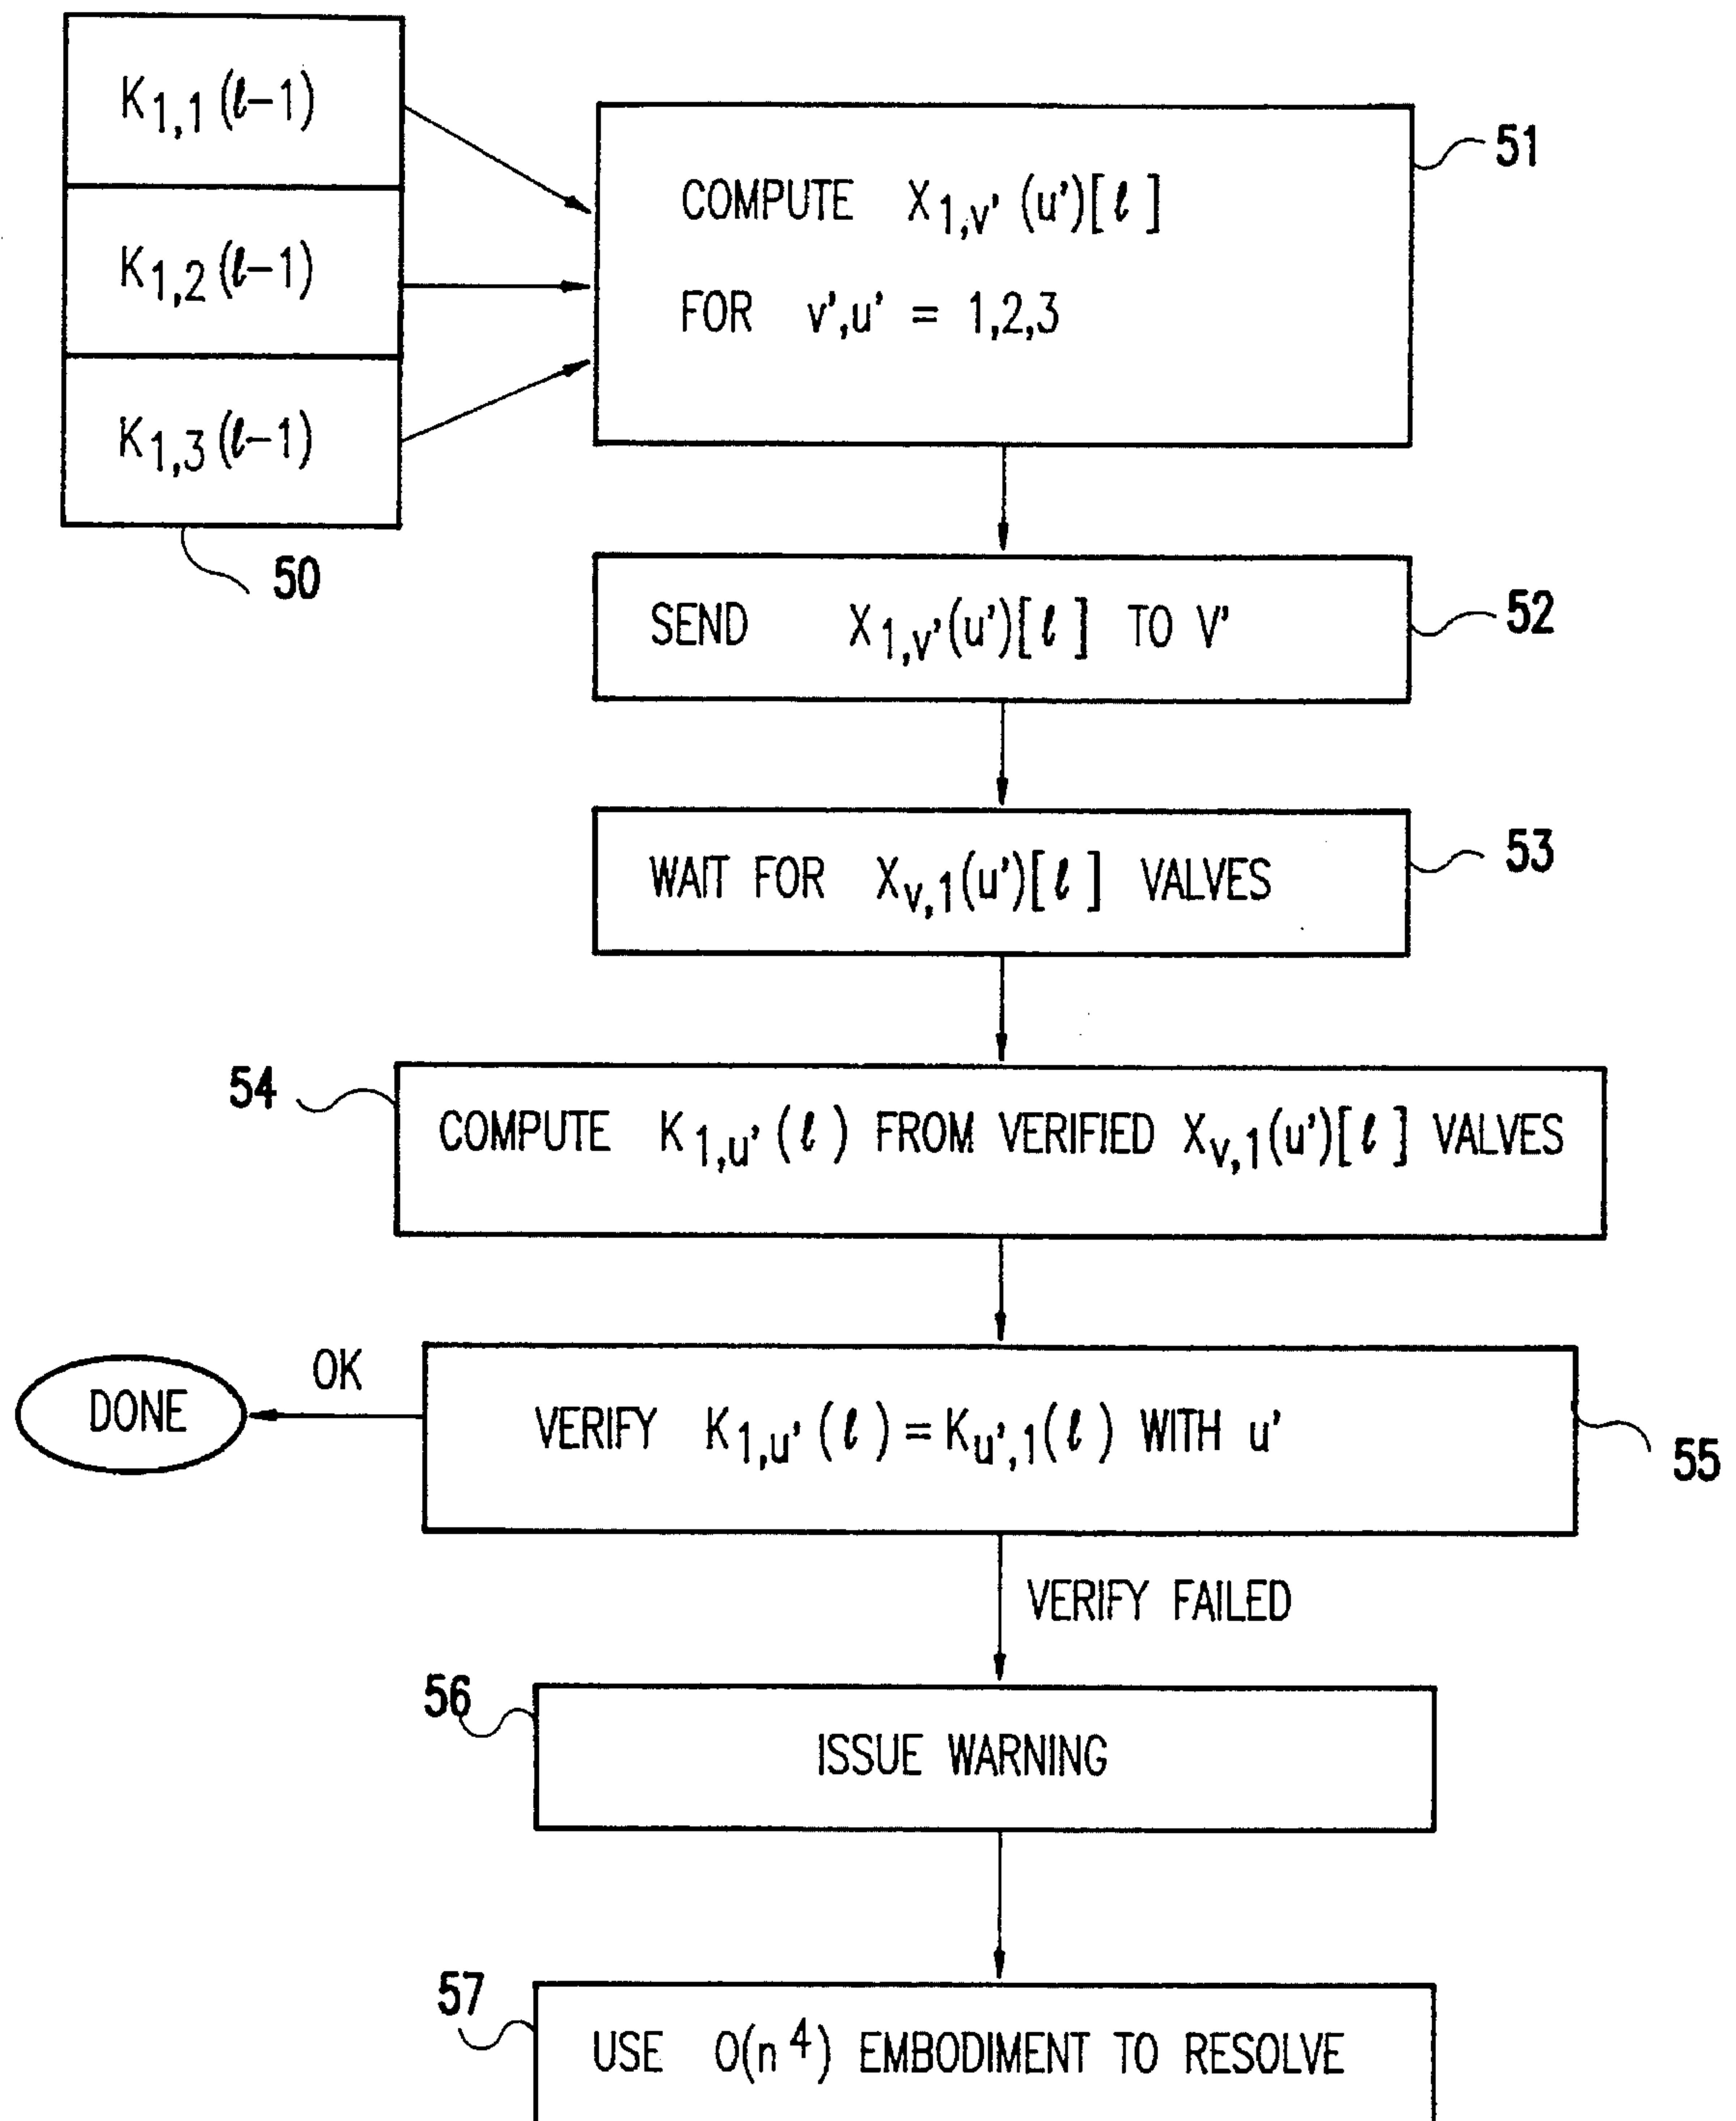 K1,1(ℓ-1)
K1,2(ℓ-1)
K1,3(ℓ-1)
50
COMPUTE X1,v'(u')[ℓ]
FOR v',u' = 1,2,3
51
SEND X1,v'(u')[ℓ] TO V'
52
WAIT FOR Xv,1(u')[ℓ] VALVES
53
54
COMPUTE K1,u'(ℓ) FROM VERIFIED Xv,1(u')[ℓ] VALVES
DONE
OK
VERIFY K1,u'(ℓ)=Ku',1(ℓ) WITH u'
55
VERIFY FAILED
56
ISSUE WARNING
57
USE O(n4) EMBODIMENT TO RESOLVE